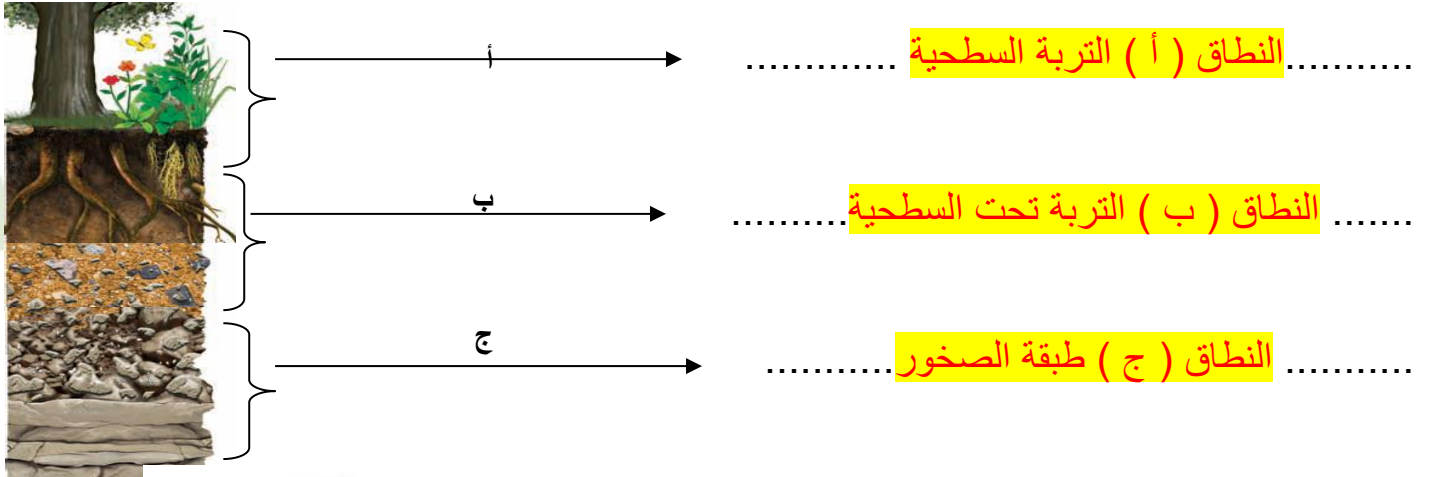 ...........النطاق ( أ ) التربة السطحية .............
أ
....... النطاق ( ب ) التربة تحت السطحية..........
ب
........... النطاق ( ج ) طبقة الصخور...........
ج